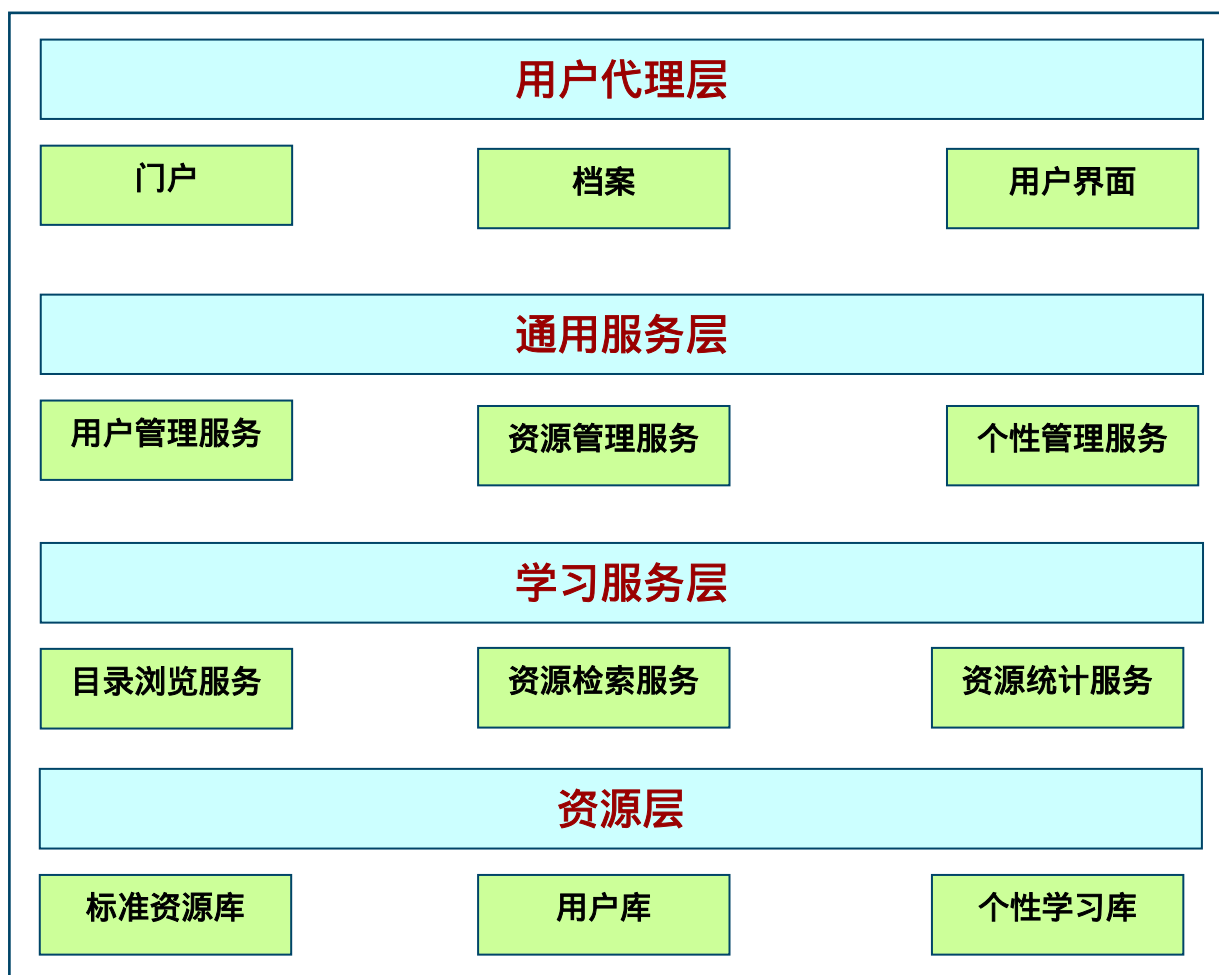 用户代理层
门户
档案
用户界面
通用服务层
用户管理服务
资源管理服务
个性管理服务
学习服务层
目录浏览服务
资源检索服务
资源统计服务
资源层
标准资源库
用户库
个性学习库